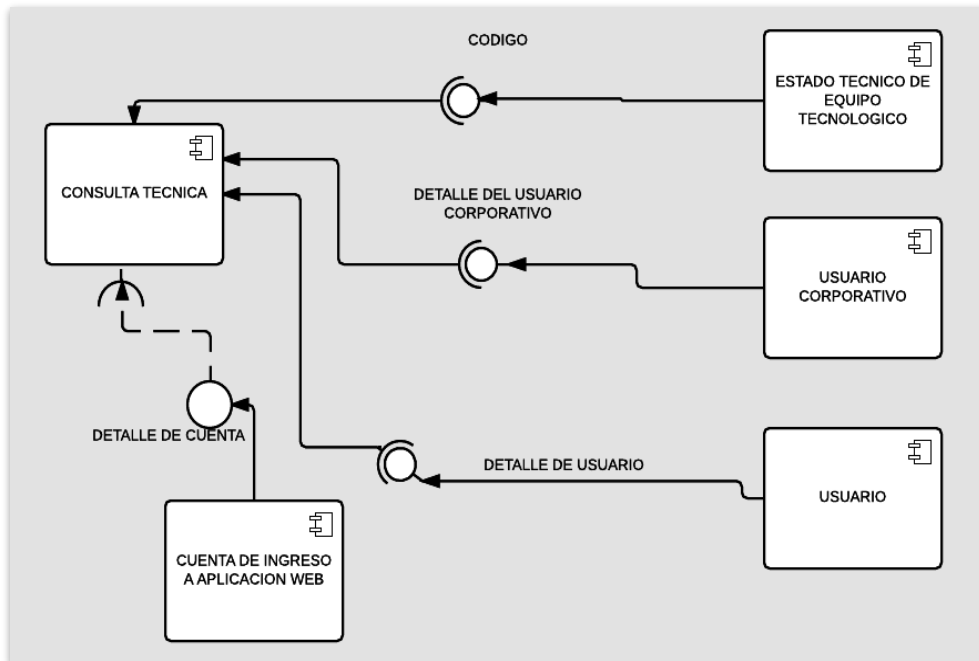 CODIGO
ESTADO TECNICO DE
EQUIPO
TECNOLOGICO
CONSULTA TECNICA
DETALLE DEL USUARIO
CORPORATIVO
USUARIO
CORPORATIVO
DETALLE DE CUENTA
DETALLE DE USUARIO
USUARIO
CUENTA DE INGRESO
A APLICACION WEB